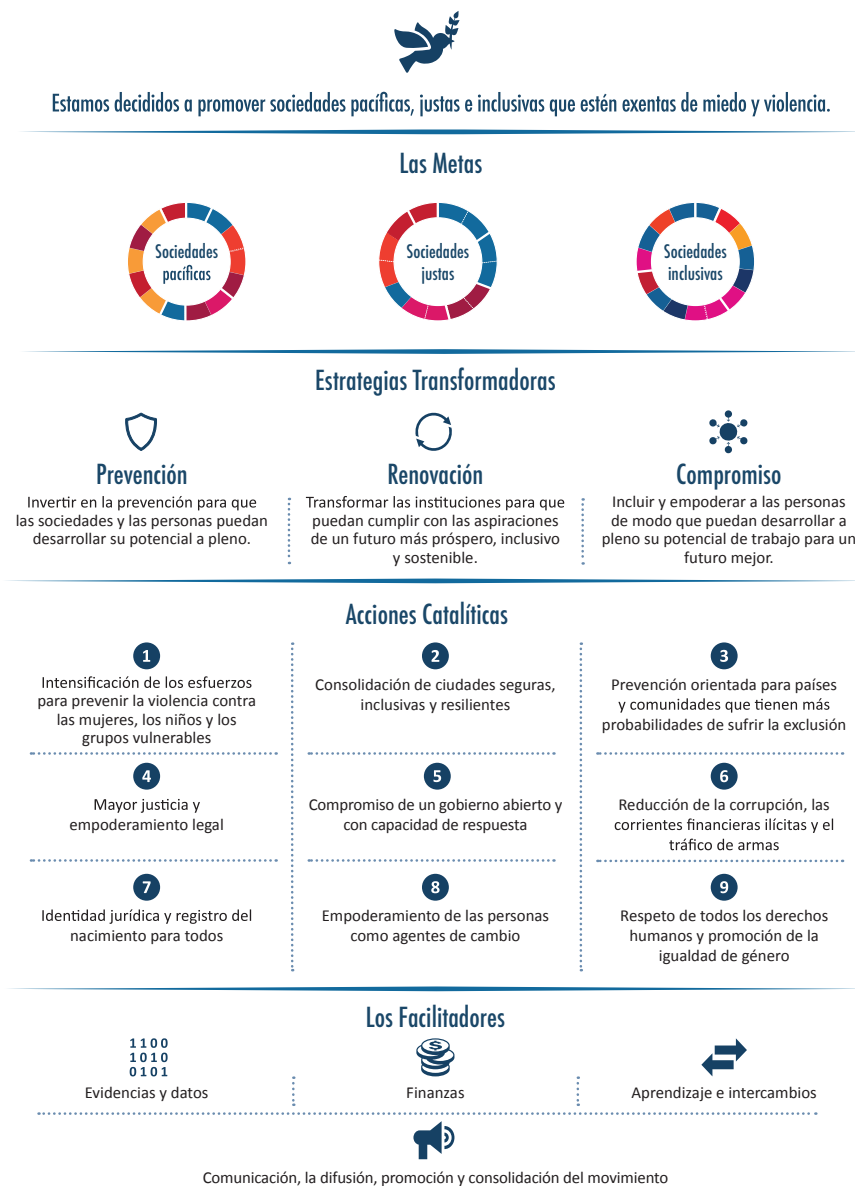 Estamos decididos a promover sociedades pacíficas, justas e inclusivas que estén exentas de miedo y violencia.
Las Metas
Sociedades
pacíficas
Sociedades
justas
Sociedades
inclusivas
Estrategias Transformadoras
Prevención
Invertir en la prevención para que
las sociedades y las personas puedan
desarrollar su potencial a pleno.
Renovación
Transformar las instituciones para que
puedan cumplir con las aspiraciones
de un futuro más próspero, inclusivo
y sostenible.
Compromiso
Incluir y empoderar a las personas
de modo que puedan desarrollar a
pleno su potencial de trabajo para un
futuro mejor.
Acciones Catalíticas
1
Intensificación de los esfuerzos
para prevenir la violencia contra
las mujeres, los niños y los
grupos vulnerables
2
Consolidación de ciudades seguras,
inclusivas y resilientes
3
Prevención orientada para países
y comunidades que tienen más
probabilidades de sufrir la exclusión
4
Mayor justicia y
empoderamiento legal
5
Compromiso de un gobierno abierto y
con capacidad de respuesta
6
Reducción de la corrupción, las
corrientes financieras ilícitas y el
tráfico de armas
7
Identidad jurídica y registro del
nacimiento para todos
8
Empoderamiento de las personas
como agentes de cambio
9
Respeto de todos los derechos
humanos y promoción de la
igualdad de género
Los Facilitadores
1100
1010
0101
Evidencias y datos
$
Finanzas
Aprendizaje e intercambios
Comunicación, la difusión, promoción y consolidación del movimiento